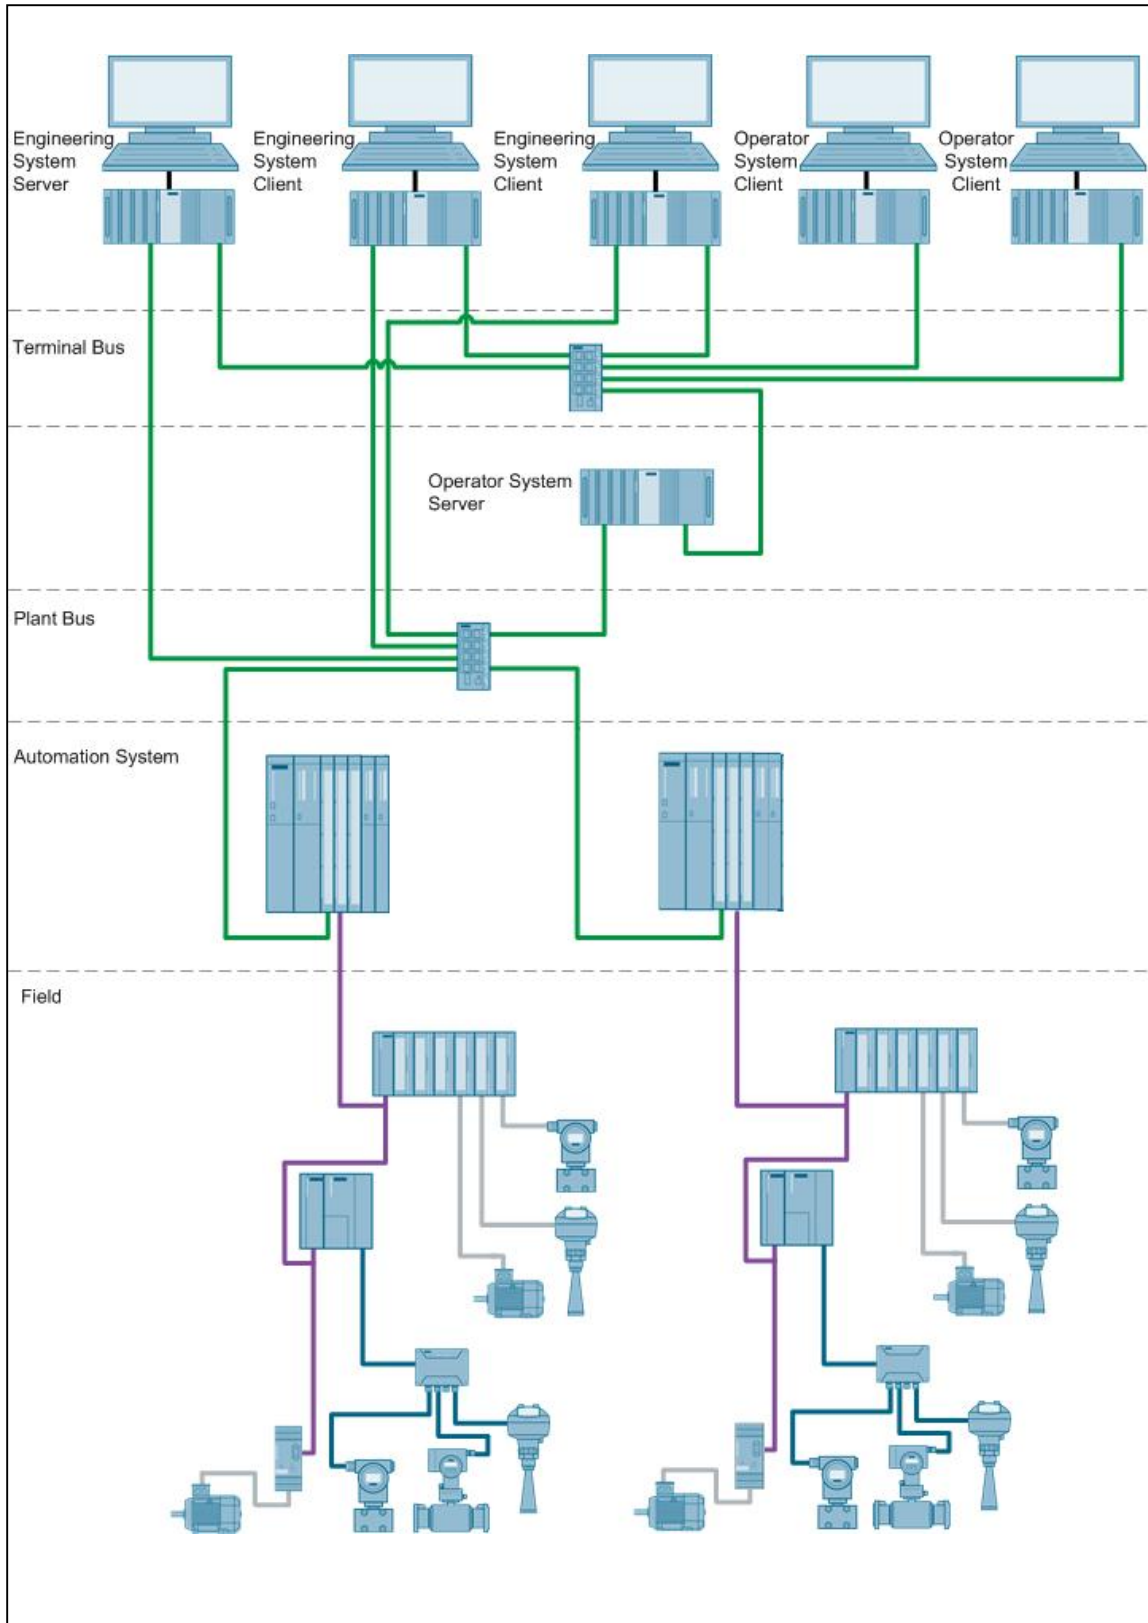 Engineering
System
Server
Engineering
System
Client
Engineering
System
Client
Operator
System
Client
Operator
System
Client
Terminal Bus
Operator System
Server
Plant Bus
Automation System
Field